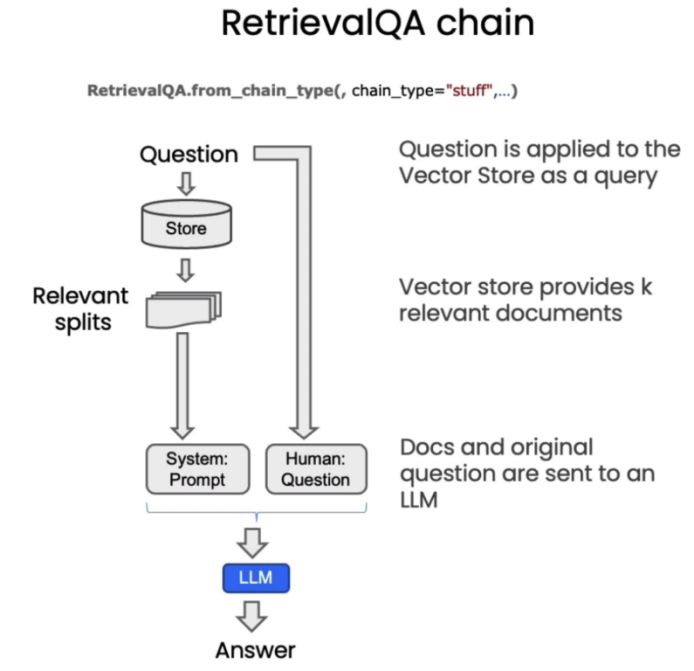 RetrievalQA chain
RetrievalQA.from_chain_type(, chain_type="stuff",...)
Question
Question is applied to the
Vector Store as a query
Store
Relevant
splits
Vector store provides k
relevant documents
System:
Prompt
Human:
Question
Docs and original
question are sent to an
LLM
LLM
Answer